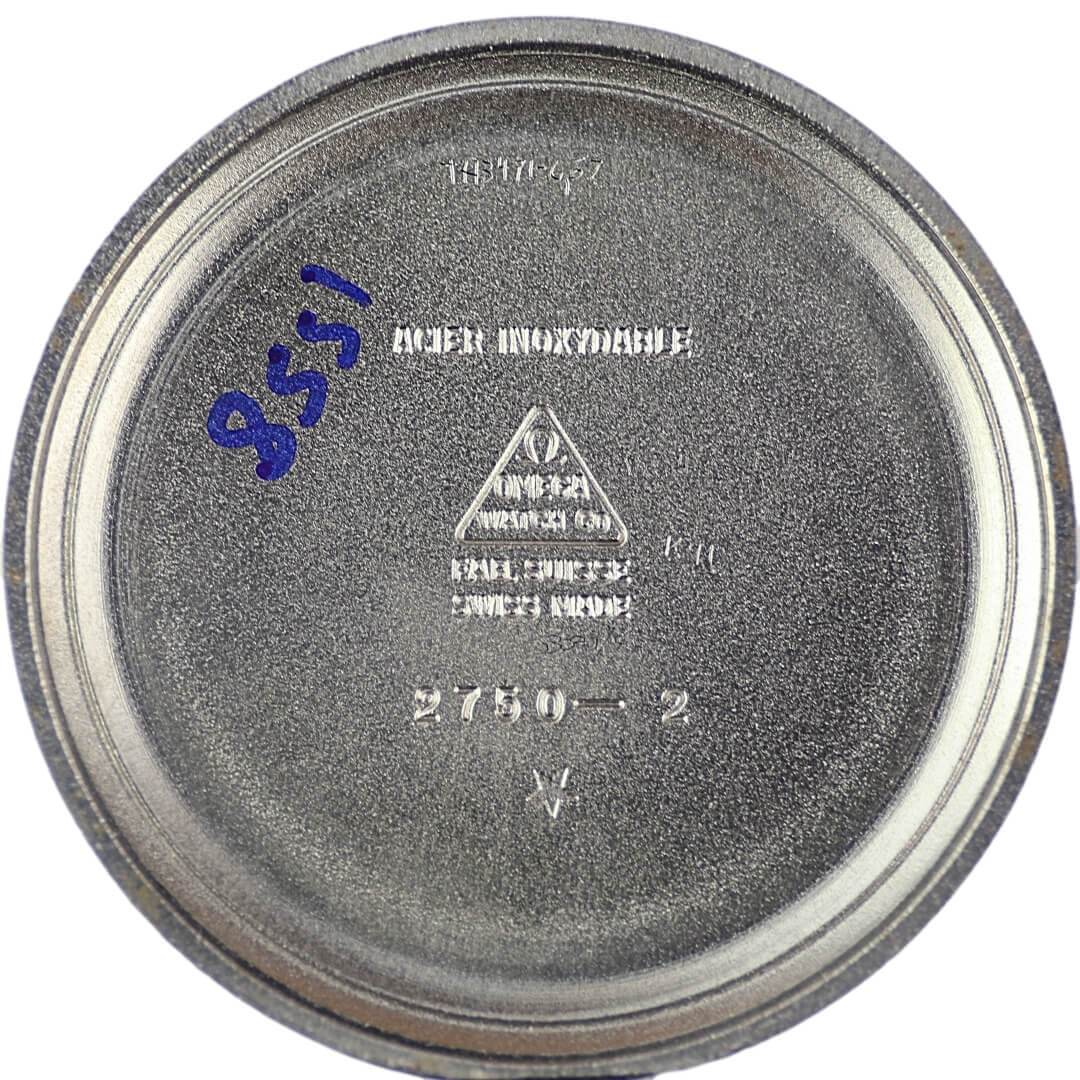 8551
ACIER INOXYDABLE
Ω
OMEGA
WATCH CO
FAB. SUISSE
SWISS MADE
2750— 2